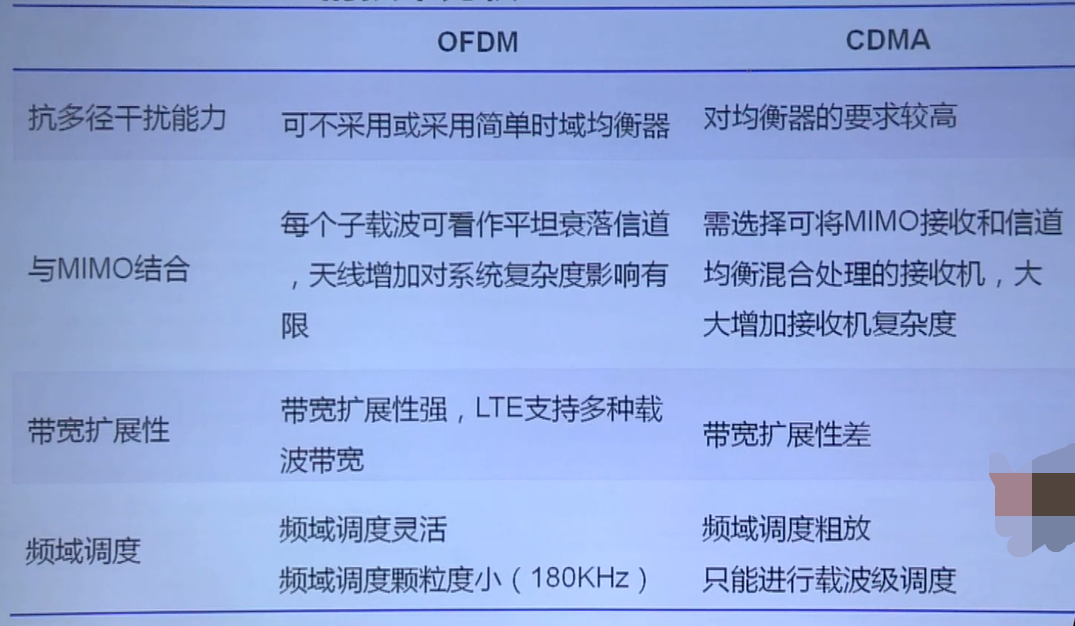 OFDM CDMA
抗多径干扰能力 可不采用或采用简单时域均衡器 对均衡器的要求较高
每个子载波可看作平坦衰落信道 需选择可将MIMO接收和信道
与MIMO结合 ，天线增加对系统复杂度影响有 均衡混合处理的接收机，大
限 大增加接收机复杂度
带宽扩展性强，LTE支持多种载
带宽扩展性 带宽扩展性差
波带宽
频域调度灵活 频域调度粗放
频域调度
频域调度颗粒度小（180KHz） 只能进行载波级调度